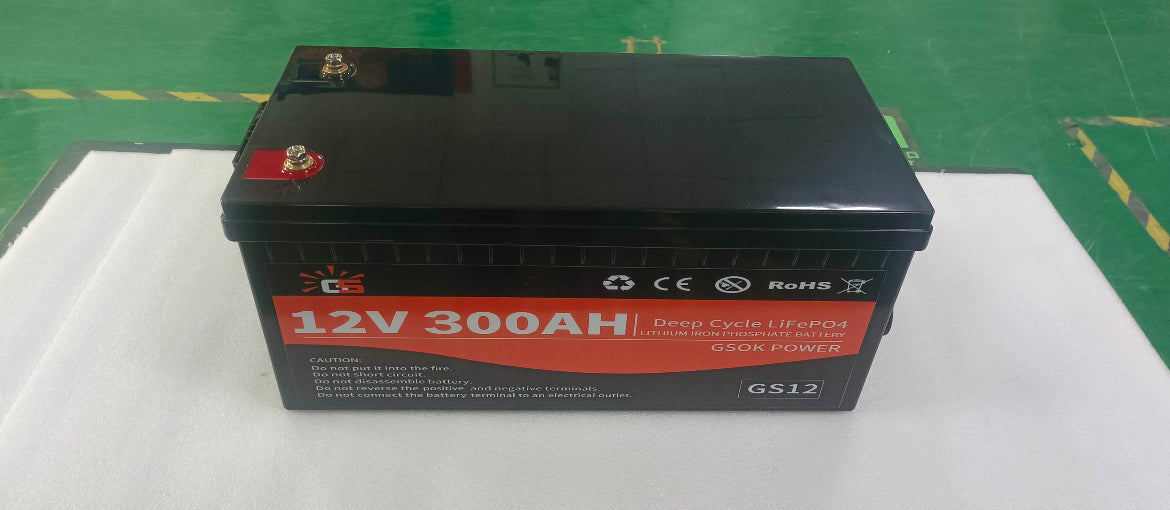 GS
CE
RoHS
12V 300AH
Deep Cycle LiFePO4
LITHIUM IRON PHOSPHATE BATTERY
GSOK POWER
CAUTION:
Do not put it into the fire.
Do not short circuit.
Do not disassemble battery.
Do not reverse the positive and negative terminals.
Do not connect the battery terminal to an electrical outlet.
GS12